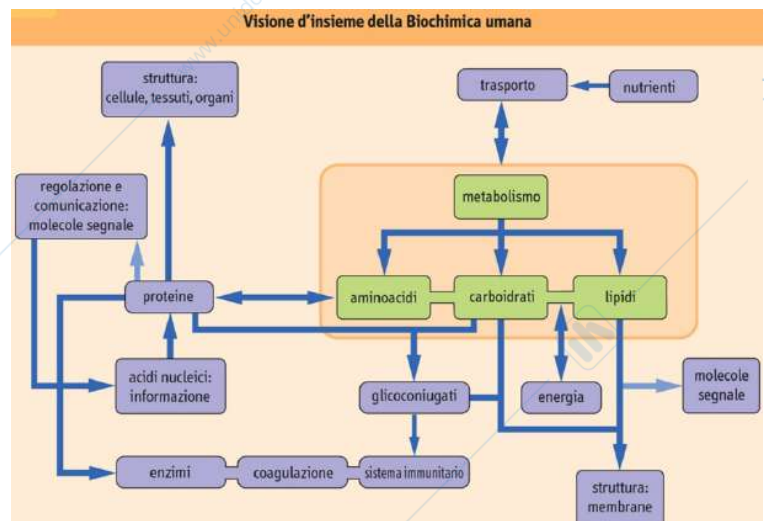 Visione d'insieme della Biochimica umana
struttura:
cellule, tessuti, organi
trasporto
nutrienti
regolazione e
comunicazione:
molecole segnale
metabolismo
proteine
aminoacidi
carboidrati
lipidi
acidi nucleici:
informazione
glicoconiugati
energia
molecole
segnale
enzimi
coagulazione
sistema immunitario
struttura:
membrane